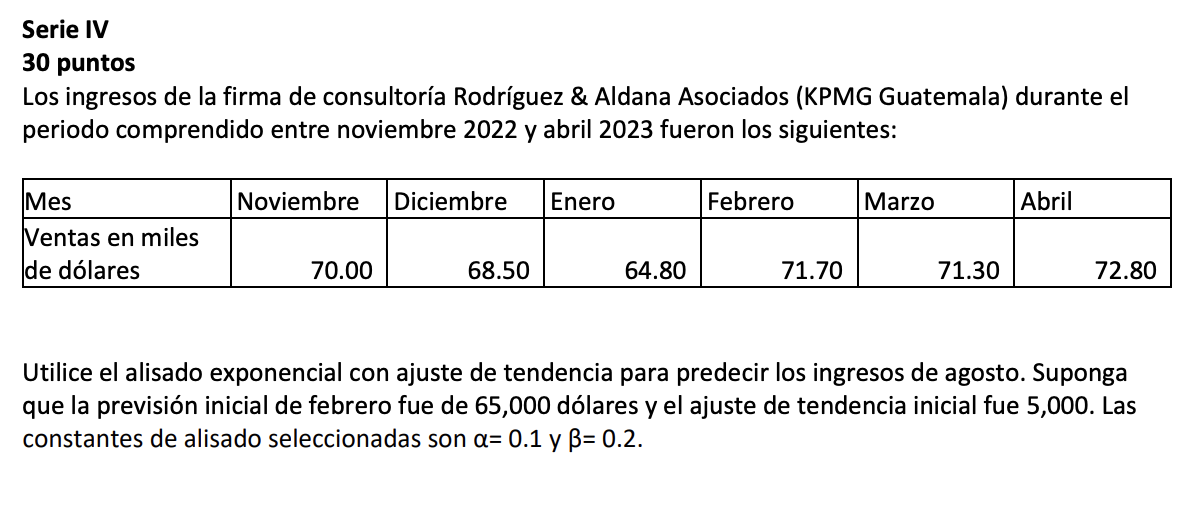 Serie IV
30 puntos
Los ingresos de la firma de consultoría Rodríguez & Aldana Asociados (KPMG Guatemala) durante el
periodo comprendido entre noviembre 2022 y abril 2023 fueron los siguientes:
Mes Noviembre Diciembre Enero Febrero Marzo Abril
Ventas en miles
de dólares 70.00 68.50 64.80 71.70 71.30 72.80
Utilice el alisado exponencial con ajuste de tendencia para predecir los ingresos de agosto. Suponga
que la previsión inicial de febrero fue de 65,000 dólares y el ajuste de tendencia inicial fue 5,000. Las
constantes de alisado seleccionadas son α= 0.1 y β= 0.2.